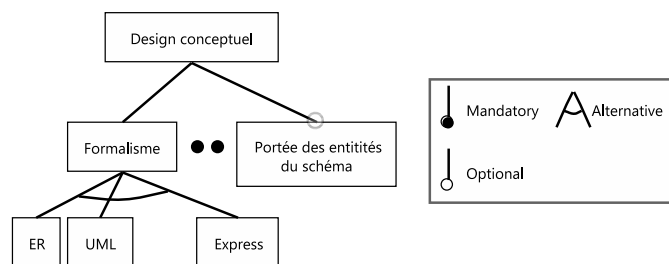 Design conceptuel
Formalisme
Portée des entitités
du schéma
ER
UML
Express
Mandatory
Alternative
Optional